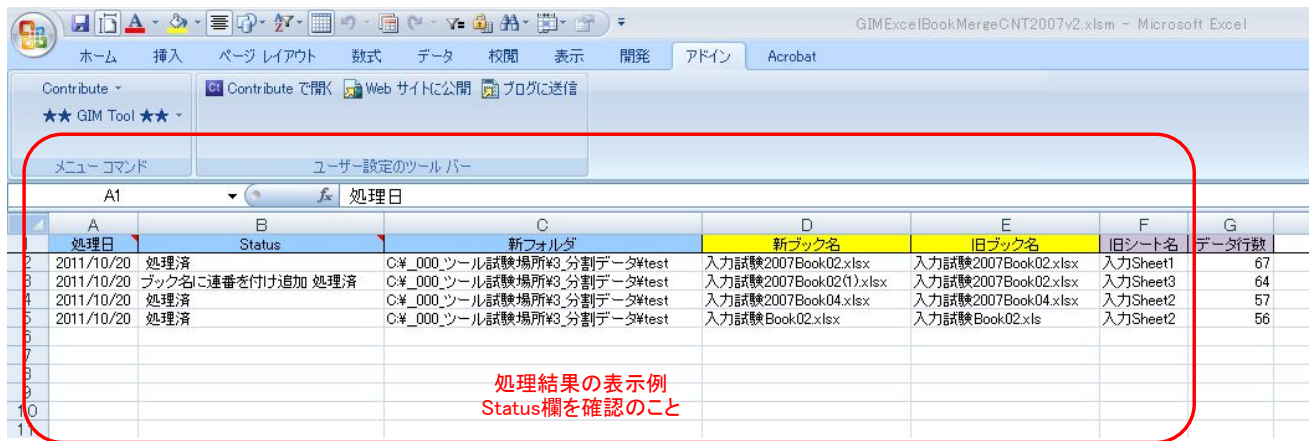 GIMExcelBookMergeCNT2007v2.xlsm - Microsoft Excel
ホーム 挿入 ページ レイアウト 数式 データ 校閲 表示 開発 アドイン Acrobat
Contribute Contribute で開く Web サイトに公開 ブログに送信
★★ GIM Tool ★★
メニュー コマンド ユーザー設定のツール バー
A1 fx 処理日
A B C D E F G
1 処理日 Status 新フォルダ 新ブック名 旧ブック名 旧シート名 データ行数
2 2011/10/20 処理済 C:¥_000_ツール試験場所¥3_分割データ¥test 入力試験2007Book02.xlsx 入力試験2007Book02.xlsx 入力Sheet1 67
3 2011/10/20 ブック名に連番を付け追加 処理済 C:¥_000_ツール試験場所¥3_分割データ¥test 入力試験2007Book02(1).xlsx 入力試験2007Book02.xlsx 入力Sheet3 64
4 2011/10/20 処理済 C:¥_000_ツール試験場所¥3_分割データ¥test 入力試験2007Book04.xlsx 入力試験2007Book04.xlsx 入力Sheet2 57
5 2011/10/20 処理済 C:¥_000_ツール試験場所¥3_分割データ¥test 入力試験Book02.xlsx 入力試験Book02.xls 入力Sheet2 56
6
7
8
処理結果の表示例
9
Status欄を確認のこと
10
11